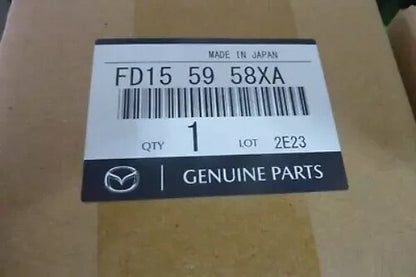 MADE IN JAPAN
FD15 59 58XA
QTY 1 LOT 2E23
GENUINE PARTS